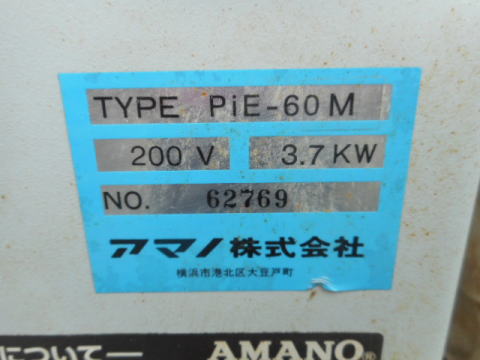 TYPE PiE-60M
200 V 3.7 KW
NO. 62769
アマノ株式会社
横浜市港北区大豆戸町
について— AMANO®